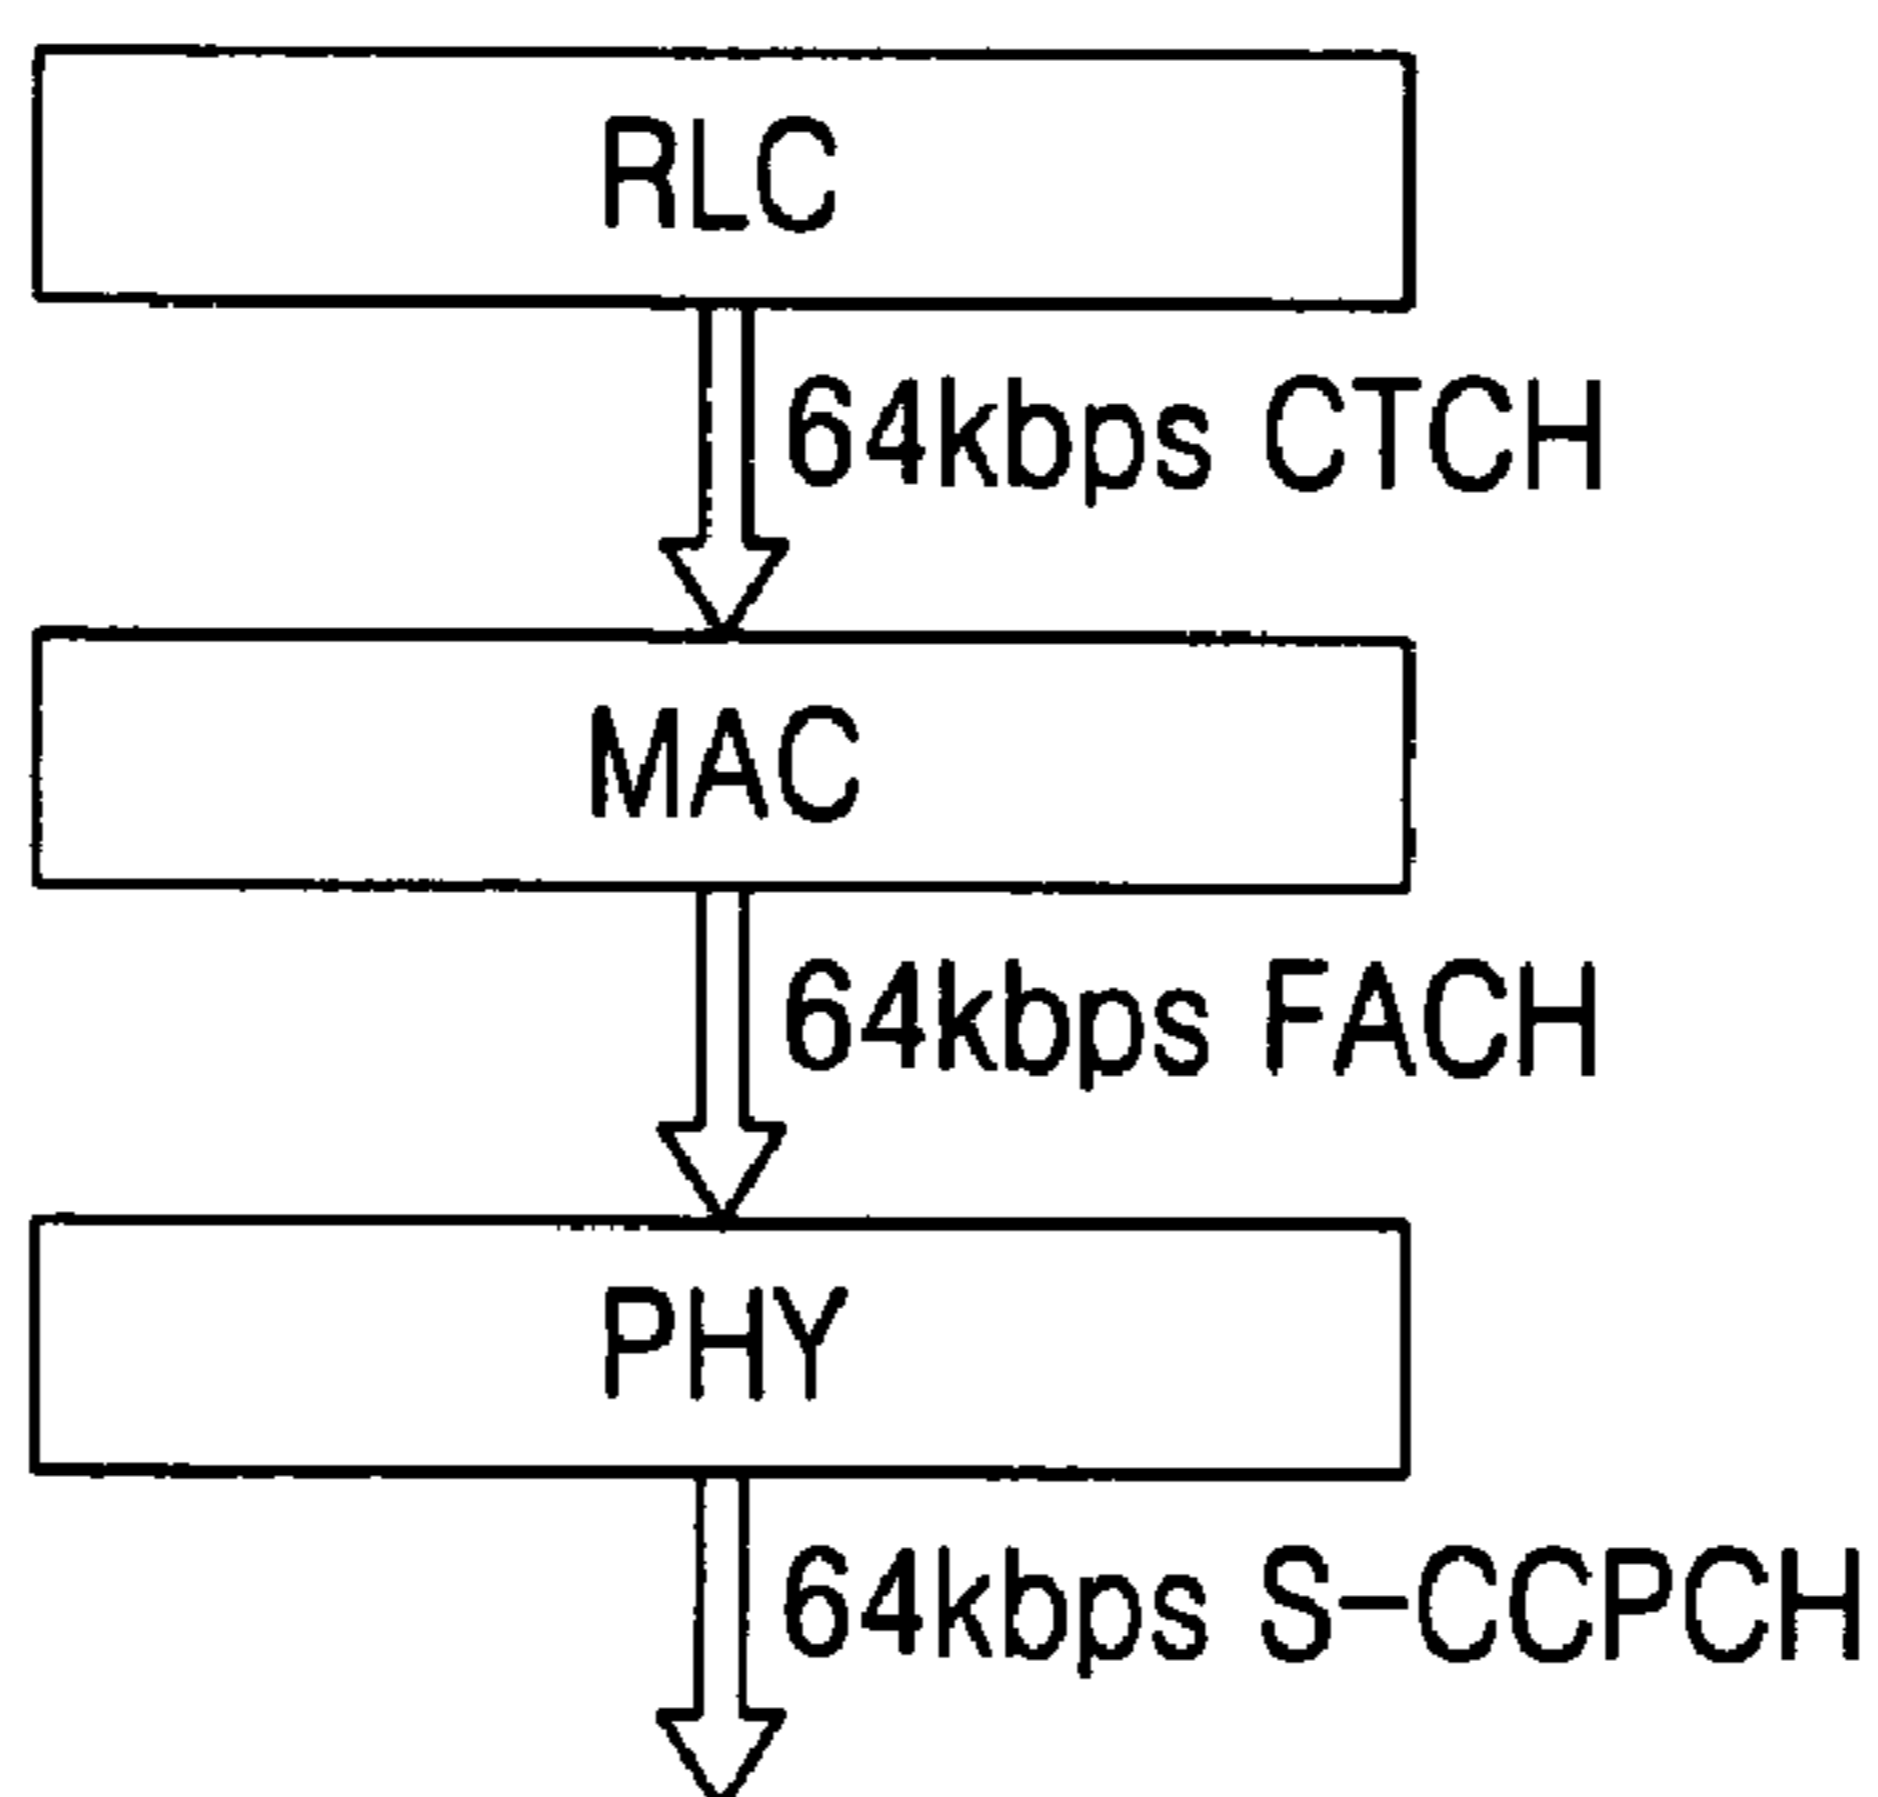 RLC
64kbps CTCH
MAC
64kbps FACH
PHY
64kbps S-CCPCH